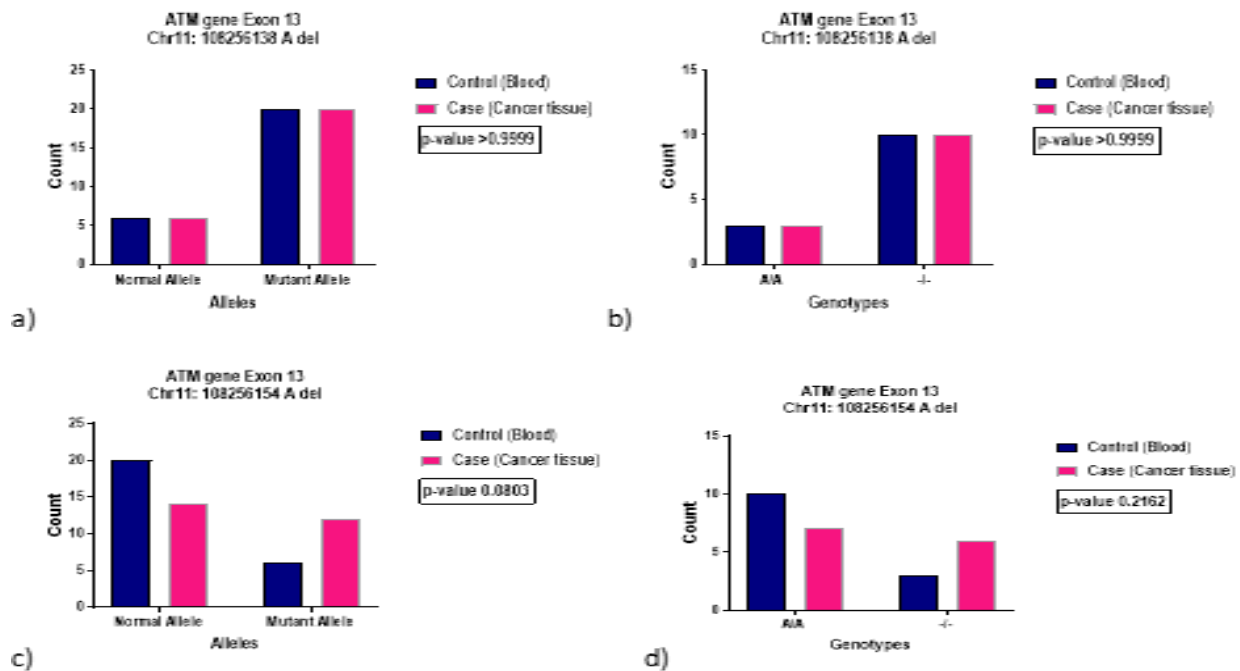 ATM gene Exon 13
Chr11: 108256138 A del
25
20
15
10
5
0
Count
Normal Allele
Mutant Allele
Alleles
Control (Blood)
Case (Cancer tissue)
p-value >0.9999
a)
ATM gene Exon 13
Chr11: 108256138 A del
15
10
5
0
Count
A/A
-/-
Genotypes
Control (Blood)
Case (Cancer tissue)
p-value >0.9999
b)
ATM gene Exon 13
Chr11: 108256154 A del
25
20
15
10
5
0
Count
Normal Allele
Mutant Allele
Alleles
Control (Blood)
Case (Cancer tissue)
p-value 0.0803
c)
ATM gene Exon 13
Chr11: 108256154 A del
15
10
5
0
Count
A/A
-/-
Genotypes
Control (Blood)
Case (Cancer tissue)
p-value 0.2162
d)